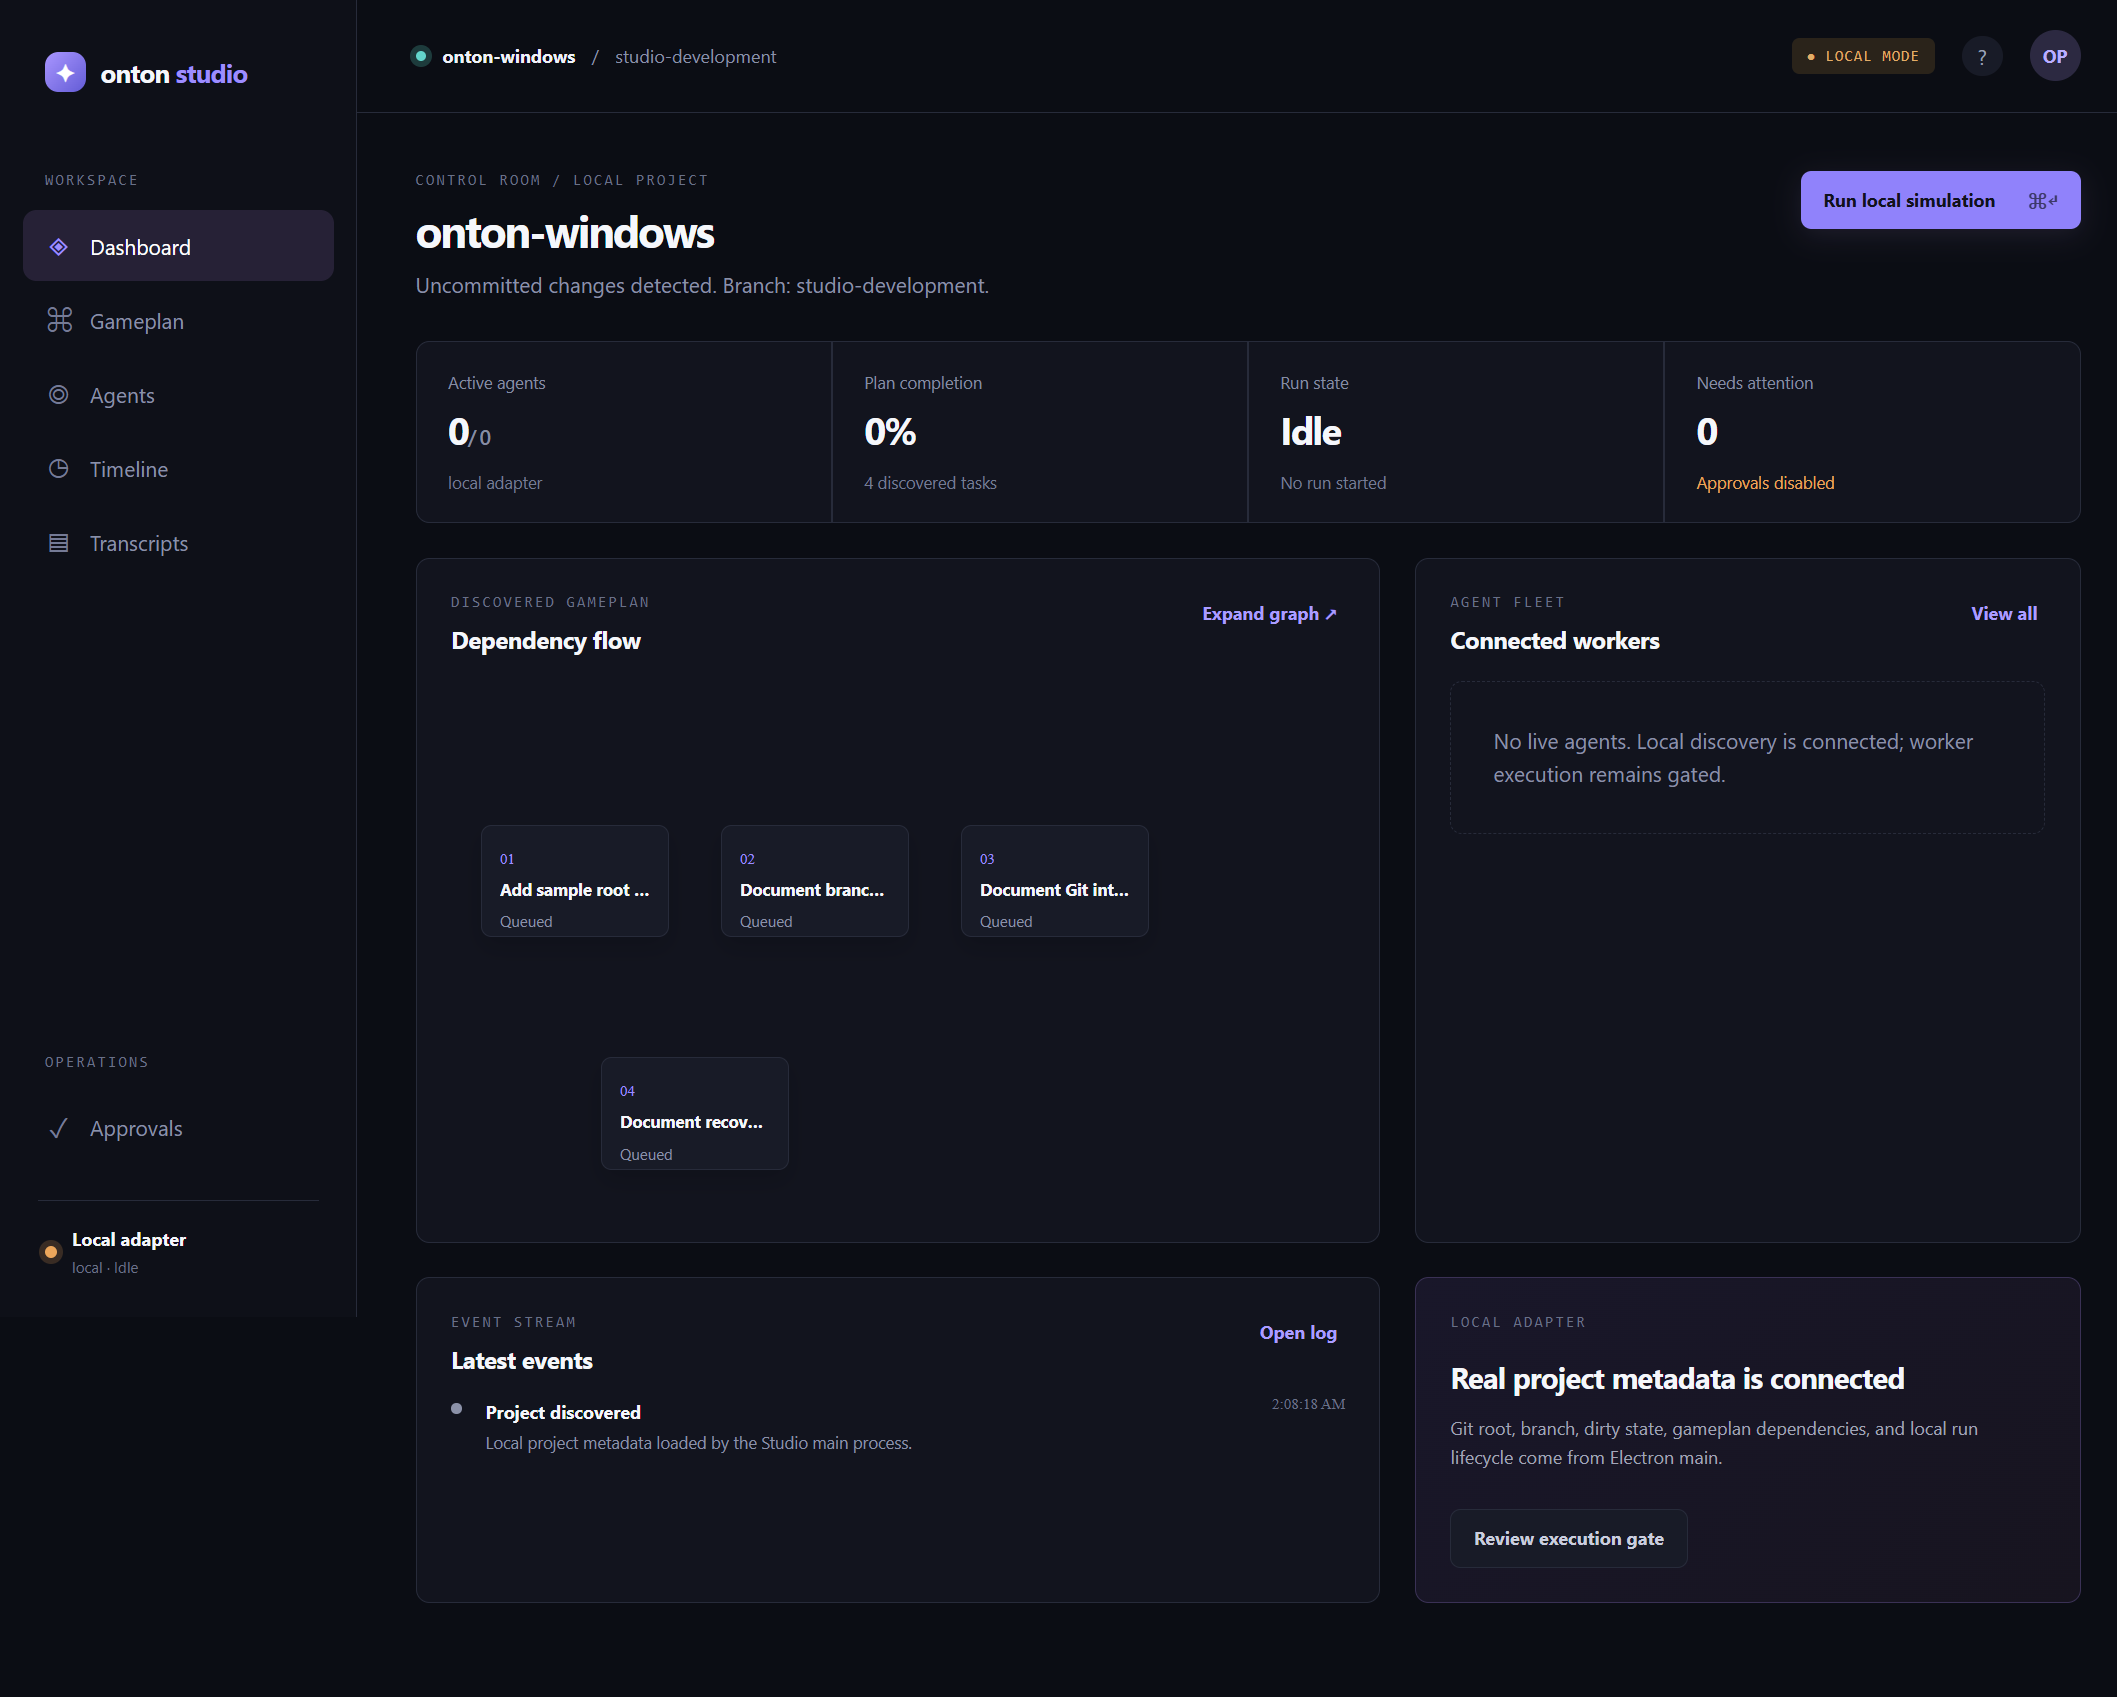 onton studio
WORKSPACE
Dashboard
Gameplan
Agents
Timeline
Transcripts
OPERATIONS
Approvals
Local adapter
local · Idle
onton-windows / studio-development
● LOCAL MODE
?
OP
CONTROL ROOM / LOCAL PROJECT
onton-windows
Uncommitted changes detected. Branch: studio-development.
Run local simulation ⌘↵
Active agents
0/ 0
local adapter
Plan completion
0%
4 discovered tasks
Run state
Idle
No run started
Needs attention
0
Approvals disabled
DISCOVERED GAMEPLAN
Dependency flow
Expand graph ↗
01
Add sample root ...
Queued
02
Document branc...
Queued
03
Document Git int...
Queued
04
Document recov...
Queued
AGENT FLEET
Connected workers
View all
No live agents. Local discovery is connected; worker
execution remains gated.
EVENT STREAM
Latest events
Open log
Project discovered
2:08:18 AM
Local project metadata loaded by the Studio main process.
LOCAL ADAPTER
Real project metadata is connected
Git root, branch, dirty state, gameplan dependencies, and local run
lifecycle come from Electron main.
Review execution gate